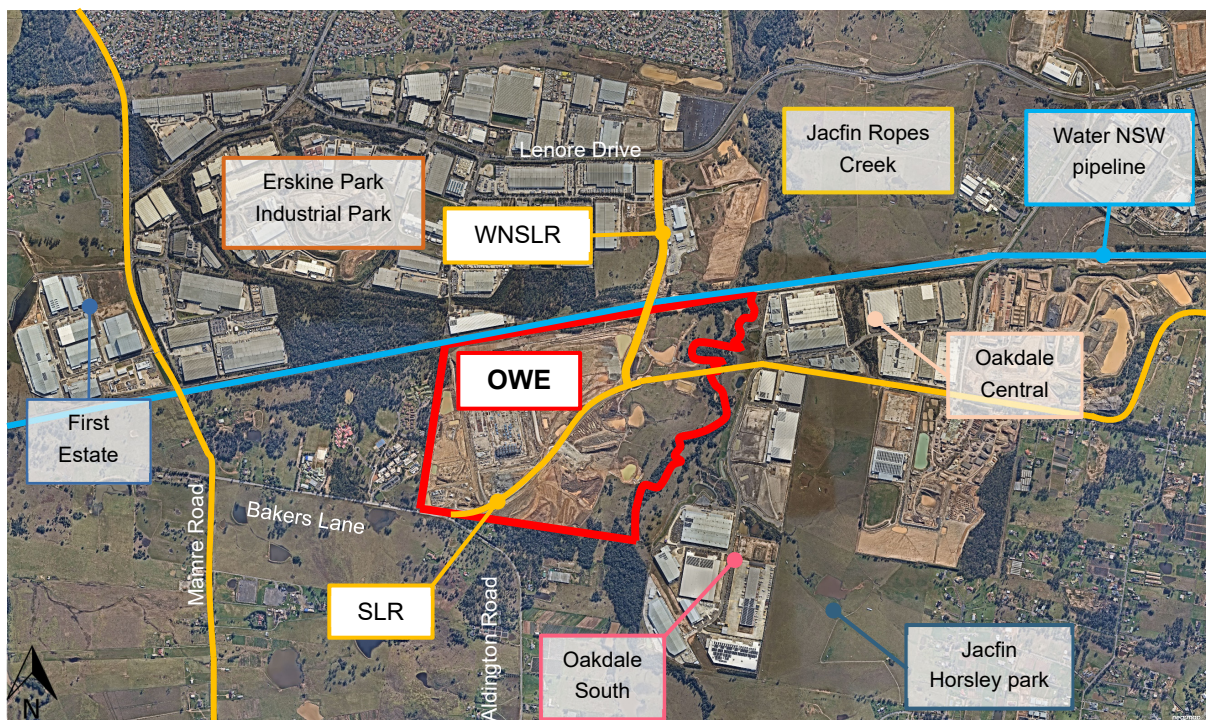 Lenore Drive
Jacfin Ropes
Creek
Water NSW
pipeline
Erskine Park
Industrial Park
WNSLR
OWE
Oakdale
Central
First
Estate
Mamre Road
Bakers Lane
SLR
Aldington Road
Oakdale
South
Jacfin
Horsley park
N
nearmap